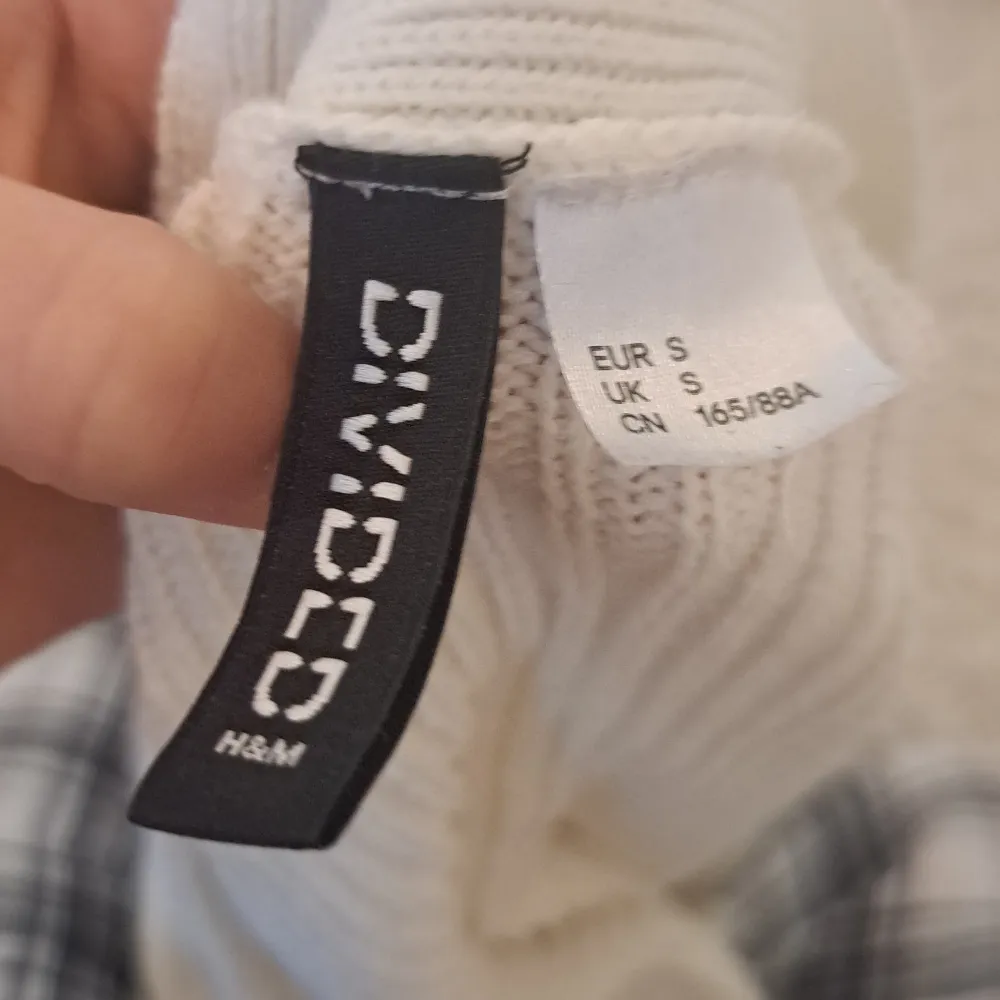 DIVIDED
H&M
EUR S
UK S
CN 165/88A